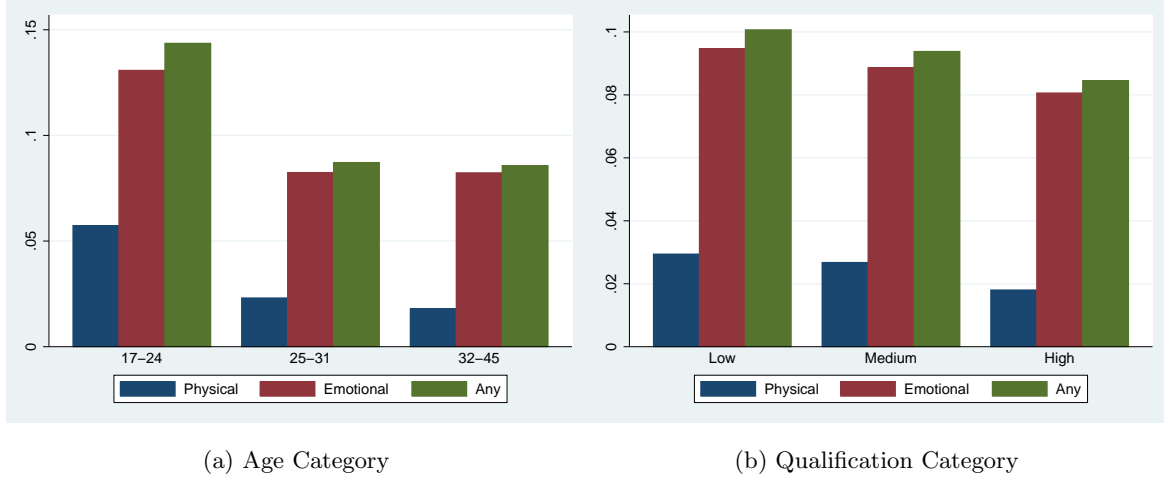 .15
.1
.05
0
17−24 25−31 32−45
Physical Emotional Any
.1
.08
.06
.04
.02
0
Low Medium High
Physical Emotional Any
(a) Age Category
(b) Qualification Category